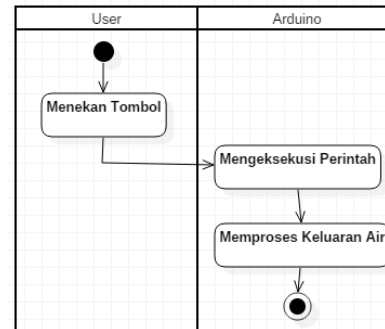 User
Arduino
Menekan Tombol
Mengeksekusi Perintah
Memproses Keluaran Air